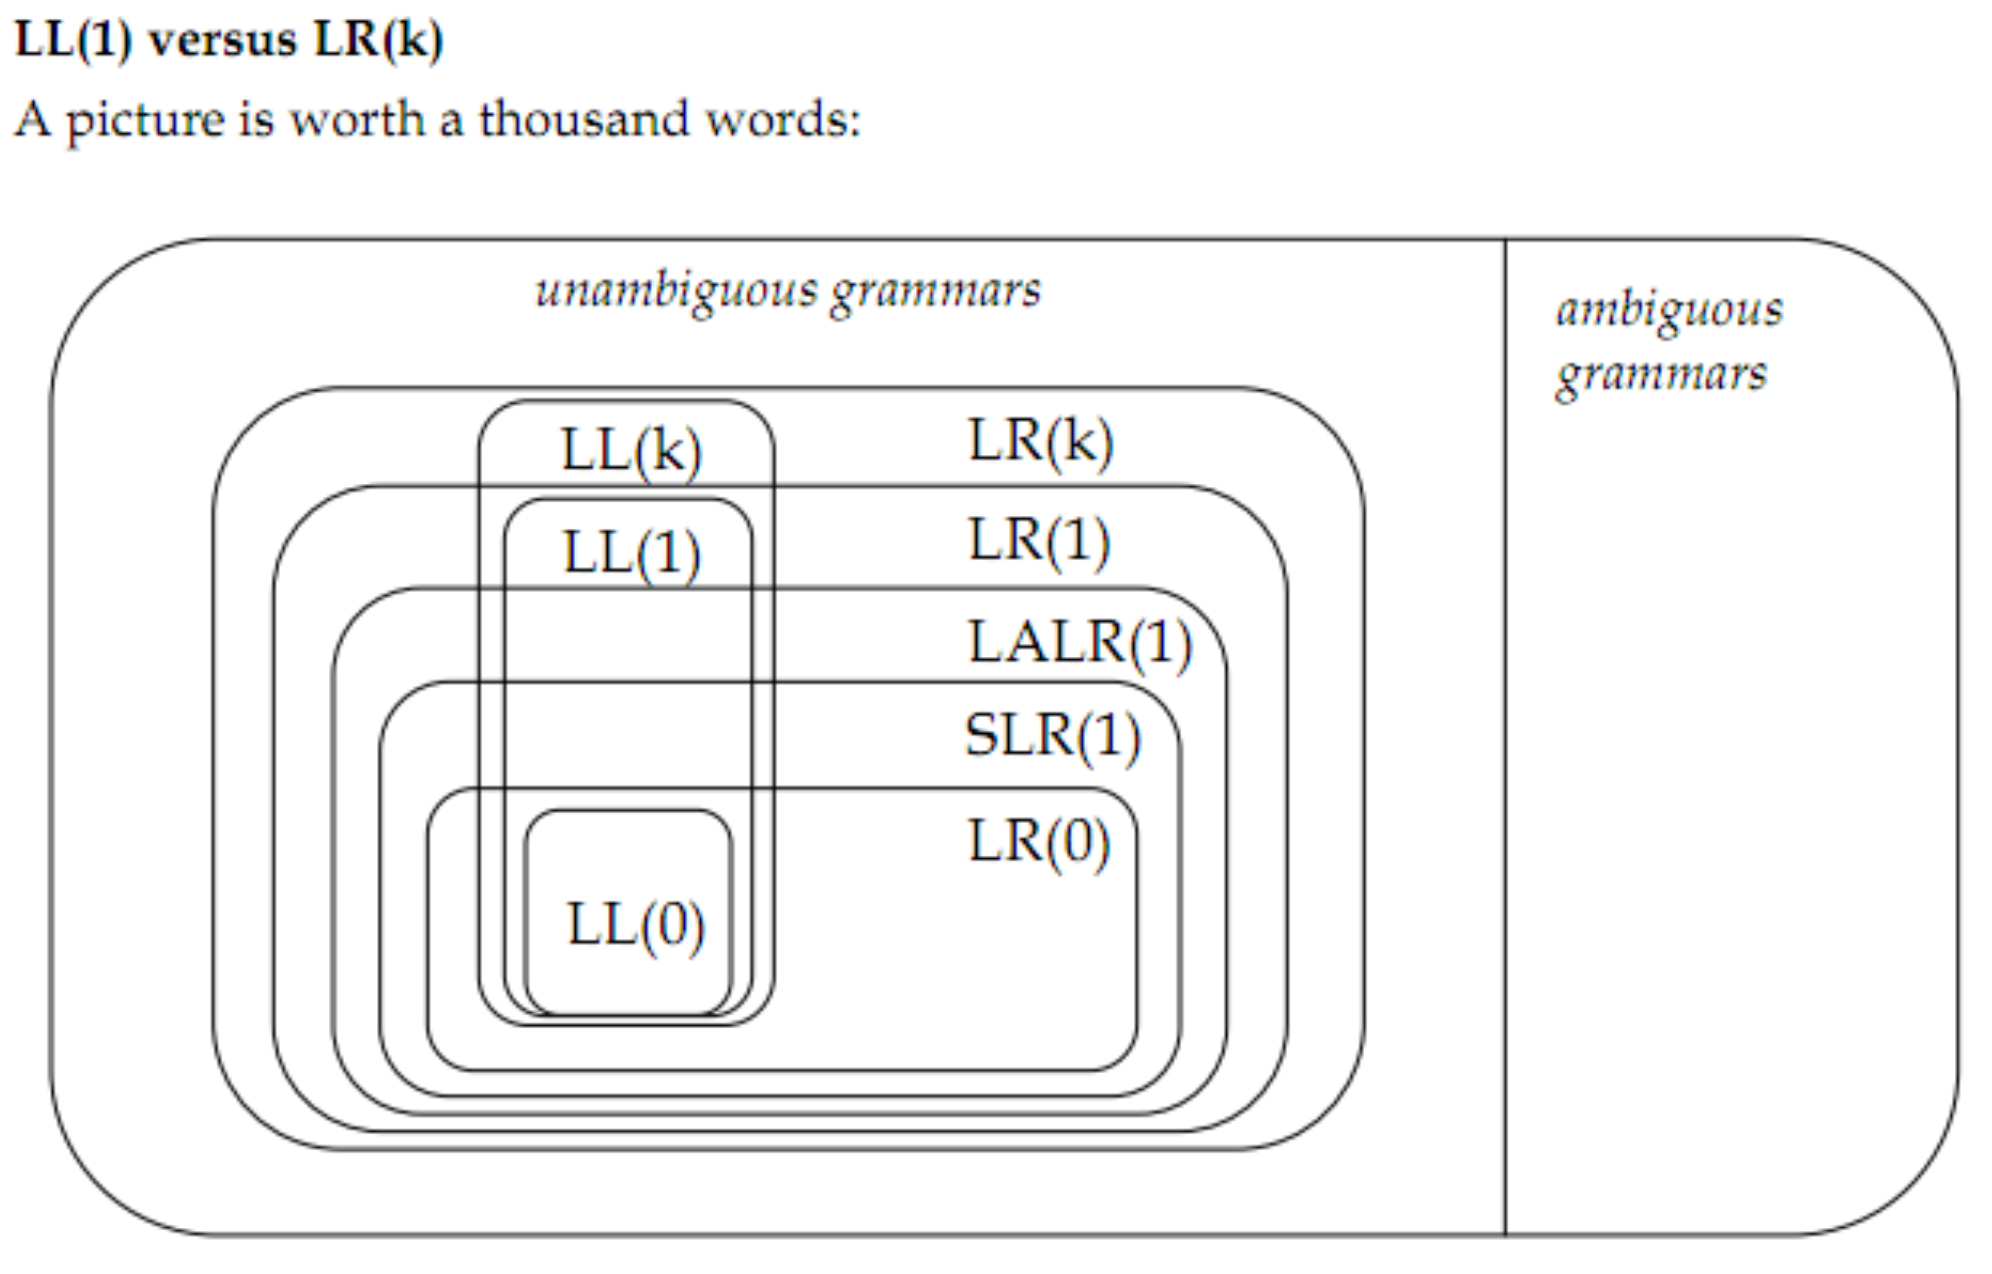 LL(1) versus LR(k)
A picture is worth a thousand words:
unambiguous grammars
ambiguous
grammars
LL(k)
LR(k)
LL(1)
LR(1)
LALR(1)
SLR(1)
LR(0)
LL(0)